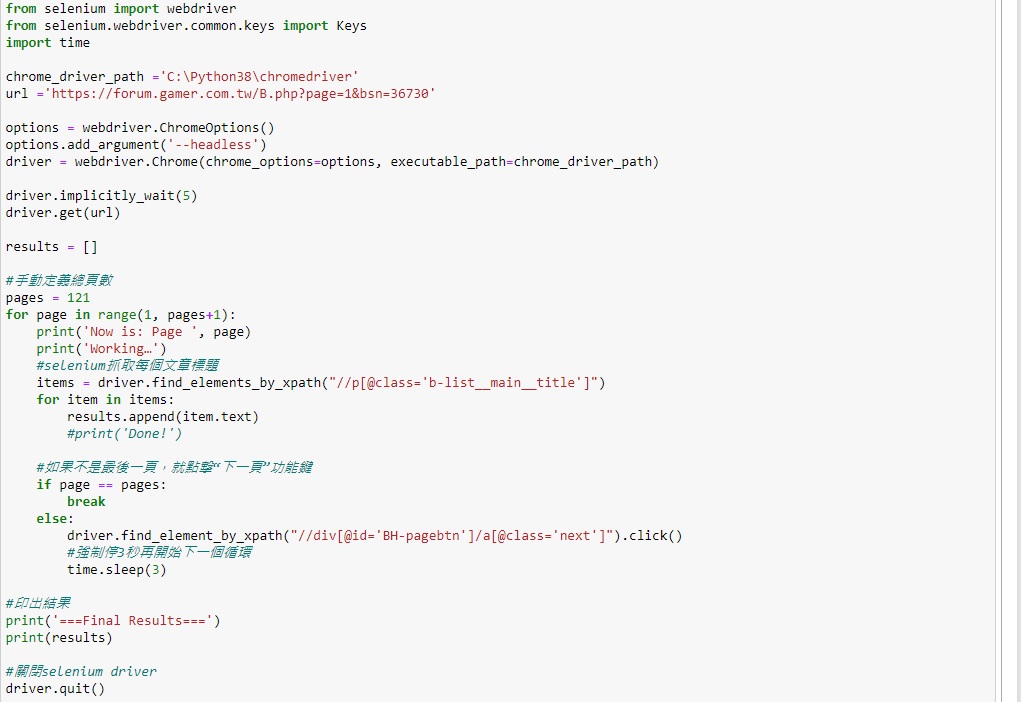 from selenium import webdriver
from selenium.webdriver.common.keys import Keys
import time
chrome_driver_path ='C:\Python38\chromedriver'
url ='https://forum.gamer.com.tw/B.php?page=1&bsn=36730'
options = webdriver.ChromeOptions()
options.add_argument('--headless')
driver = webdriver.Chrome(chrome_options=options, executable_path=chrome_driver_path)
driver.implicitly_wait(5)
driver.get(url)
results = []
#手動定義總頁數
pages = 121
for page in range(1, pages+1):
    print('Now is: Page ', page)
    print('Working…')
    #selenium抓取每個文章標題
    items = driver.find_elements_by_xpath("//p[@class='b-list__main__title']")
    for item in items:
        results.append(item.text)
        #print('Done!')
    #如果不是最後一頁，就點擊“下一頁”功能鍵
    if page == pages:
        break
    else:
        driver.find_element_by_xpath("//div[@id='BH-pagebtn']/a[@class='next']").click()
        #強制停3秒再開始下一個循環
        time.sleep(3)
#印出結果
print('===Final Results===')
print(results)
#關閉selenium driver
driver.quit()